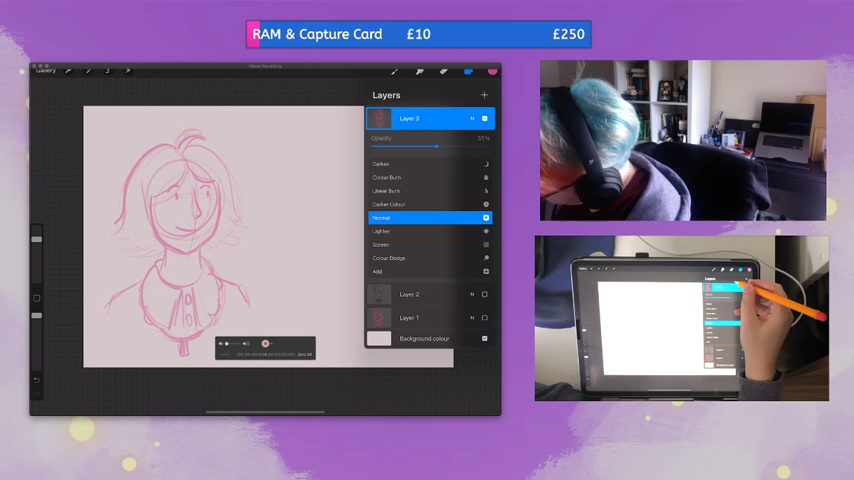 RAM & Capture Card £10 £250
Gallery
Layers
Layer 3 N
Opacity 55%
Darken
Colour Burn
Linear Burn
Darker Colour
Normal
Lighten
Screen
Colour Dodge
Add
Layer 2 N
Layer 1 N
Background colour